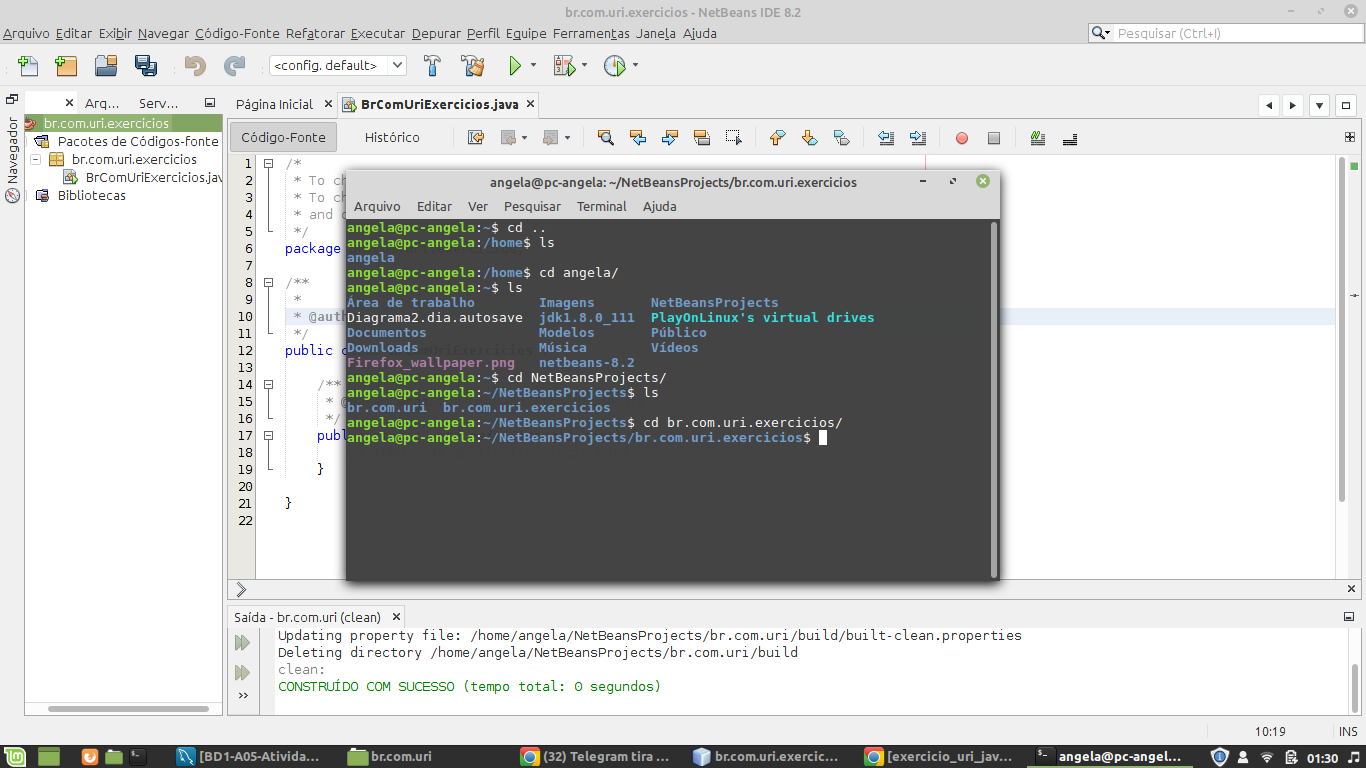 br.com.uri.exercicios - NetBeans IDE 8.2
Arquivo Editar Exibir Navegar Código-Fonte Refatorar Executar Depurar Perfil Equipe Ferramentas Janela Ajuda
Pesquisar (Ctrl+I)
<config. default>
Arq... Serv...
Página Inicial BrComUriExercicios.java
Navegador
br.com.uri.exercicios
Pacotes de Códigos-fonte
br.com.uri.exercicios
BrComUriExercicios.jav
Bibliotecas
Código-Fonte Histórico
1 /*
2 * To ch
3 * To ch
4 * and o
5 */
6 package
7
8 /**
9 *
10 * @auth
11 */
12 public
13
14 /**
15 * @
16 */
17 publ
18
19 }
20
21 }
22
angela@pc-angela: ~/NetBeansProjects/br.com.uri.exercicios
Arquivo Editar Ver Pesquisar Terminal Ajuda
angela@pc-angela:~$ cd ..
angela@pc-angela:/home$ ls
angela
angela@pc-angela:/home$ cd angela/
angela@pc-angela:~$ ls
Área de trabalho Imagens NetBeansProjects
Diagrama2.dia.autosave jdk1.8.0_111 PlayOnLinux's virtual drives
Documentos Modelos Público
Downloads Música Vídeos
Firefox_wallpaper.png netbeans-8.2
angela@pc-angela:~$ cd NetBeansProjects/
angela@pc-angela:~/NetBeansProjects$ ls
br.com.uri br.com.uri.exercicios
angela@pc-angela:~/NetBeansProjects$ cd br.com.uri.exercicios/
angela@pc-angela:~/NetBeansProjects/br.com.uri.exercicios$
Saída - br.com.uri (clean)
Updating property file: /home/angela/NetBeansProjects/br.com.uri/build/built-clean.properties
Deleting directory /home/angela/NetBeansProjects/br.com.uri/build
clean:
CONSTRUÍDO COM SUCESSO (tempo total: 0 segundos)
10:19 INS
[BD1-A05-Ativida... br.com.uri (32) Telegram tira ... br.com.uri.exercic... [exercicio_uri_jav... angela@pc-angel... 01:30